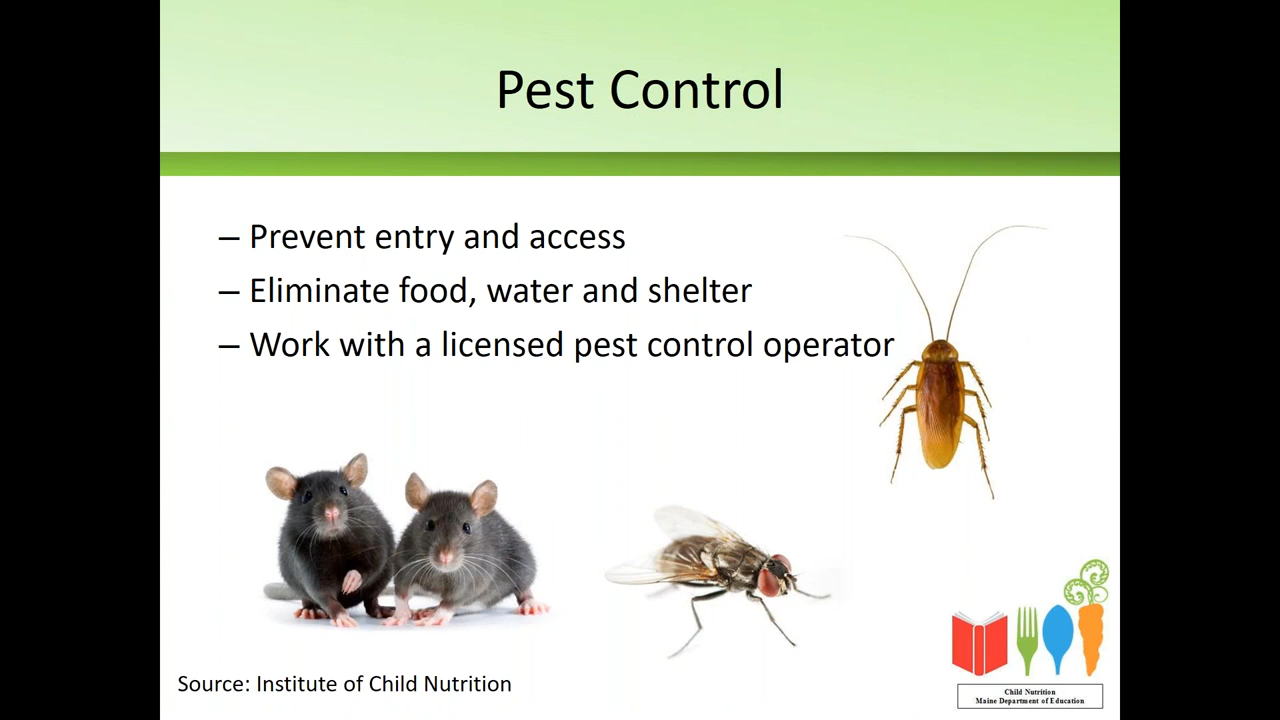 Pest Control
– Prevent entry and access
– Eliminate food, water and shelter
– Work with a licensed pest control operator
Source: Institute of Child Nutrition
Child Nutrition
Maine Department of Education